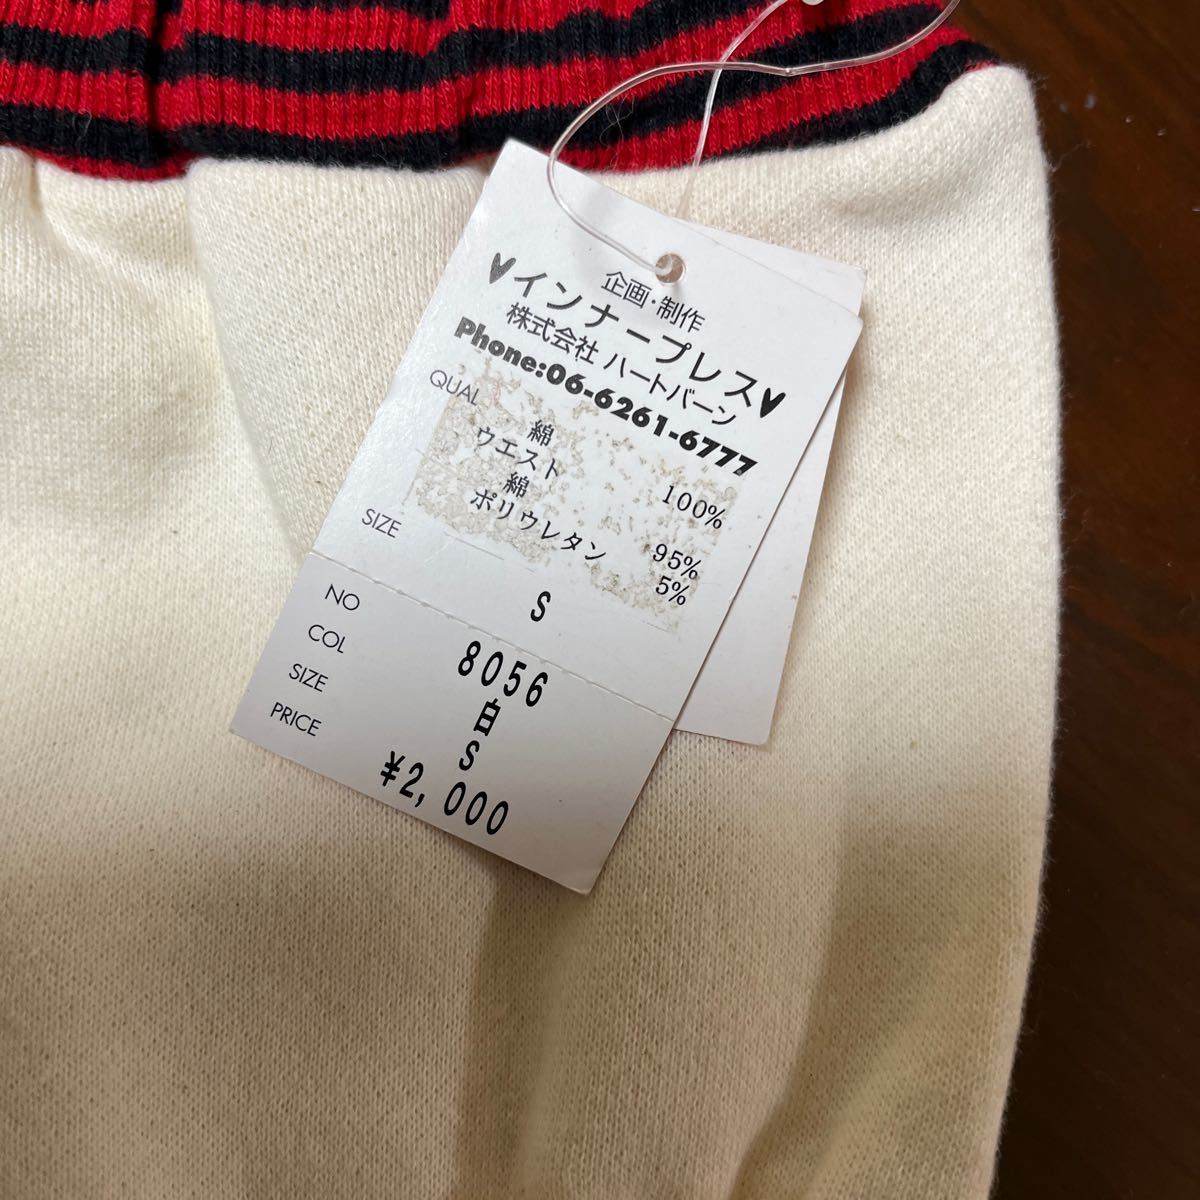 企画・制作
♥インナープレス♥
株式会社 ハートバーン
Phone:06-6261-6777
QUAL
綿 100%
ウエスト
綿 95%
ポリウレタン 5%
SIZE S
NO 8056
COL 白
SIZE S
PRICE ¥2,000